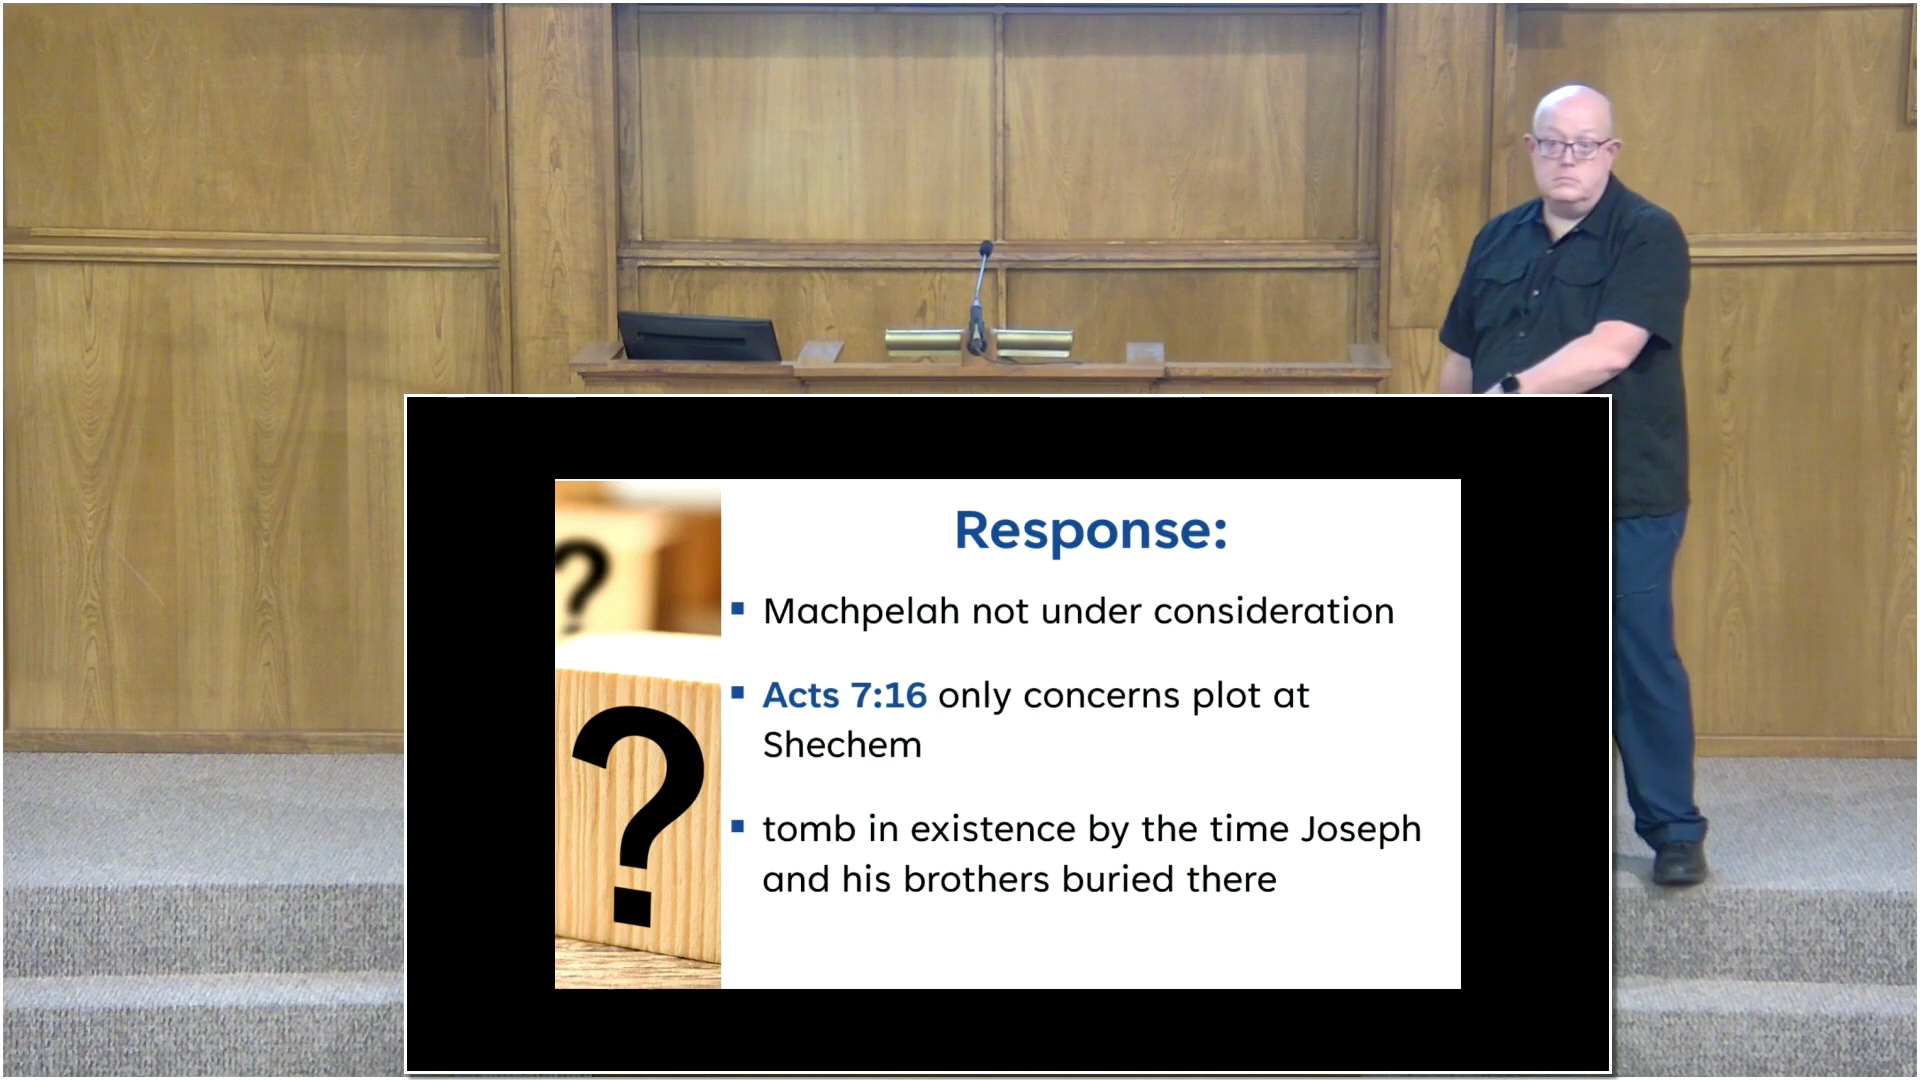 Response:
▪ Machpelah not under consideration
▪ Acts 7:16 only concerns plot at
Shechem
▪ tomb in existence by the time Joseph
and his brothers buried there
?
?